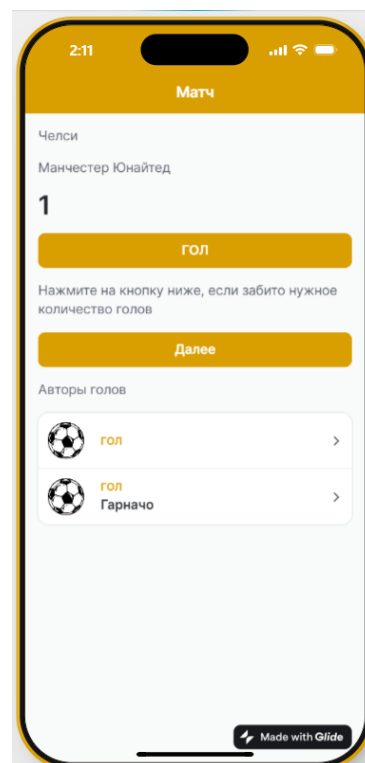 2:11
Матч
Челси
Манчестер Юнайтед
1
ГОЛ
Нажмите на кнопку ниже, если забито нужное
количество голов
Далее
Авторы голов
ГОЛ
ГОЛ
Гарначо
Made with Glide